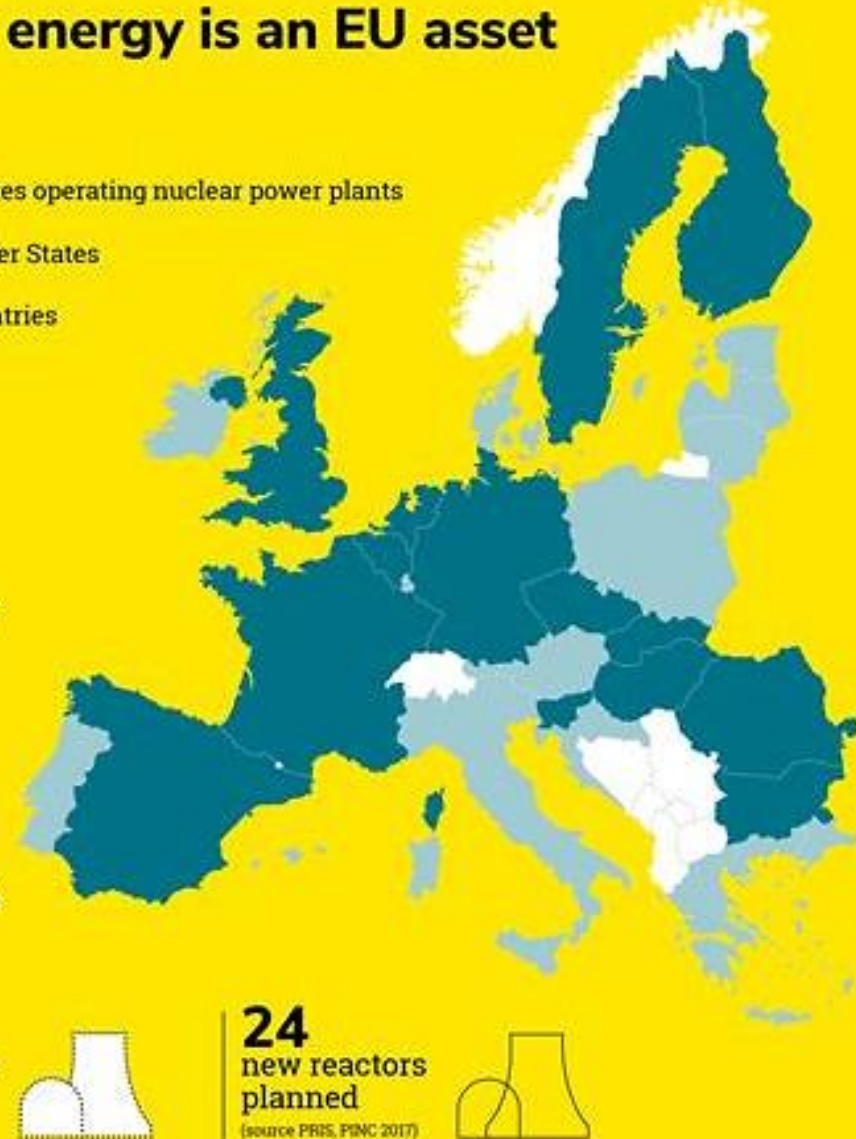 energy is an EU asset
es operating nuclear power plants
er States
tries
24
new reactors
planned
(source PRIS, PINC 2017)